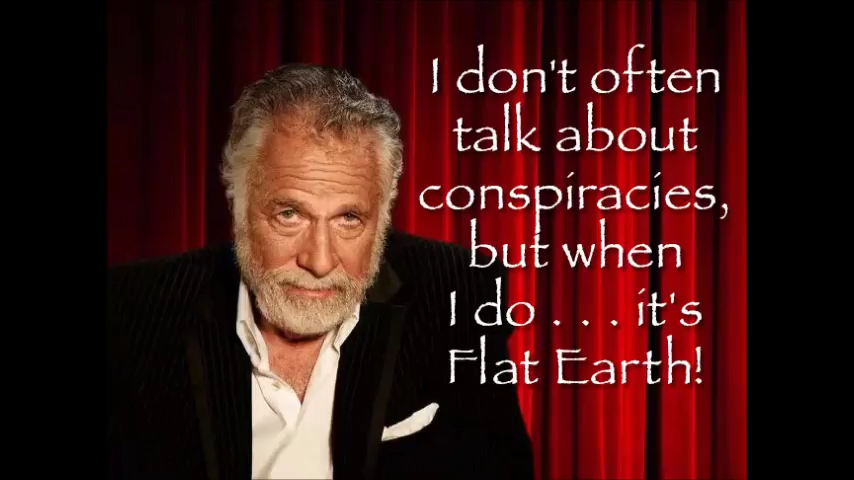 I don't often
talk about
conspiracies,
but when
I do . . . it's
Flat Earth!